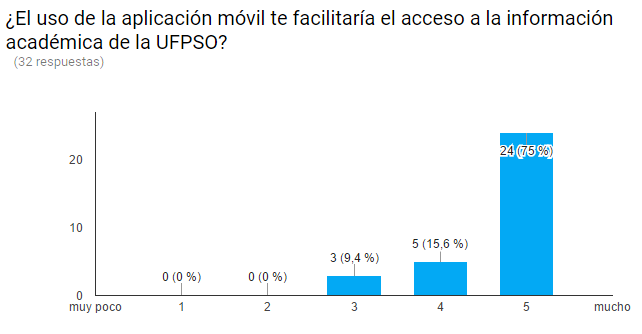 ¿El uso de la aplicación móvil te facilitaría el acceso a la información
académica de la UFPSO?
(32 respuestas)
20
10
0
0 (0 %)
0 (0 %)
3 (9,4 %)
5 (15,6 %)
24 (75 %)
muy poco
1
2
3
4
5
mucho